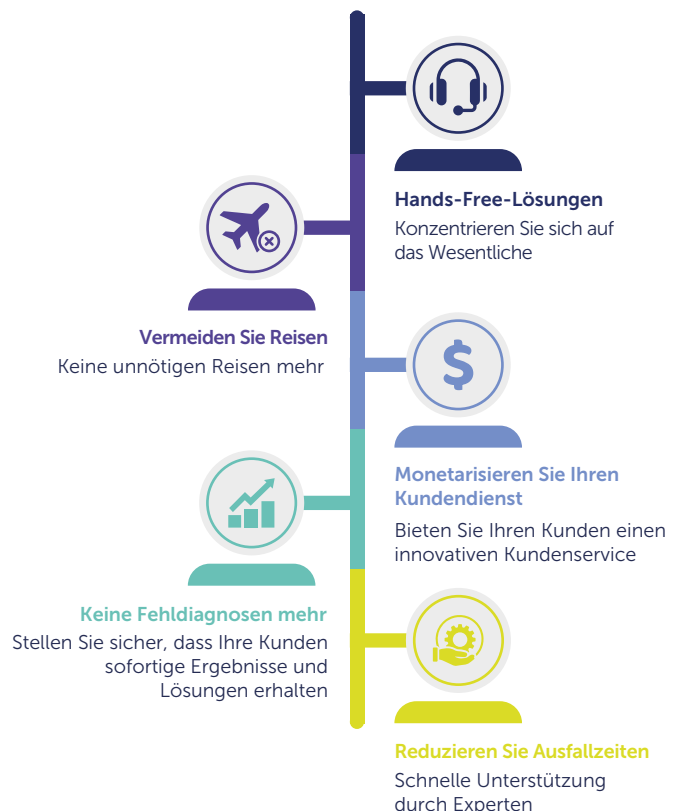 Hands-Free-Lösungen
Konzentrieren Sie sich auf
das Wesentliche
Vermeiden Sie Reisen
Keine unnötigen Reisen mehr
$
Monetarisieren Sie Ihren
Kundendienst
Bieten Sie Ihren Kunden einen
innovativen Kundenservice
Keine Fehldiagnosen mehr
Stellen Sie sicher, dass Ihre Kunden
sofortige Ergebnisse und
Lösungen erhalten
Reduzieren Sie Ausfallzeiten
Schnelle Unterstützung
durch Experten